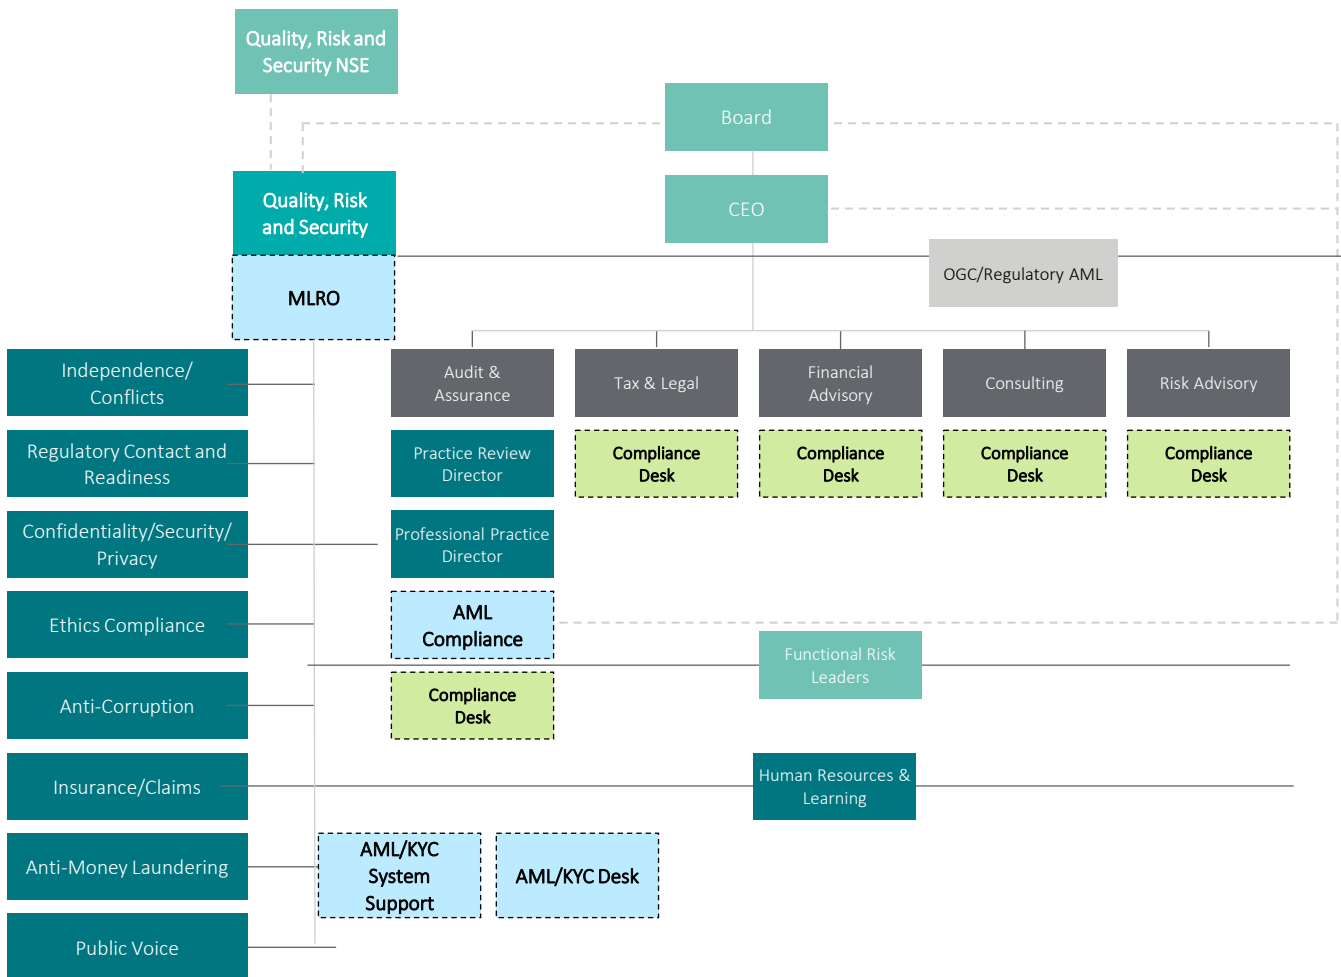 Quality, Risk and
Security NSE
Board
Quality, Risk
and Security
CEO
OGC/Regulatory AML
MLRO
Independence/
Conflicts
Audit &
Assurance
Tax & Legal
Financial
Advisory
Consulting
Risk Advisory
Regulatory Contact and
Readiness
Practice Review
Director
Compliance
Desk
Compliance
Desk
Compliance
Desk
Compliance
Desk
Confidentiality/Security/
Privacy
Professional Practice
Director
Ethics Compliance
AML
Compliance
Functional Risk
Leaders
Anti-Corruption
Compliance
Desk
Insurance/Claims
Human Resources &
Learning
Anti-Money Laundering
AML/KYC
System
Support
AML/KYC Desk
Public Voice